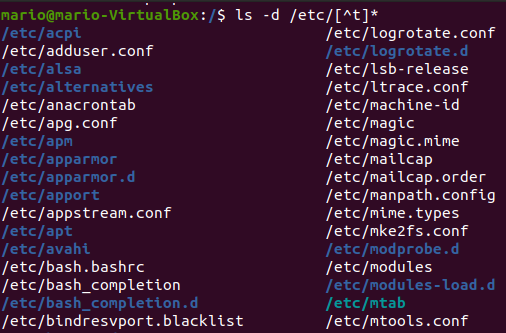 mario@mario-VirtualBox:/$ ls -d /etc/[^t]*
/etc/acpi /etc/logrotate.conf
/etc/adduser.conf /etc/logrotate.d
/etc/alsa /etc/lsb-release
/etc/alternatives /etc/ltrace.conf
/etc/anacrontab /etc/machine-id
/etc/apg.conf /etc/magic
/etc/apm /etc/magic.mime
/etc/apparmor /etc/mailcap
/etc/apparmor.d /etc/mailcap.order
/etc/apport /etc/manpath.config
/etc/appstream.conf /etc/mime.types
/etc/apt /etc/mke2fs.conf
/etc/avahi /etc/modprobe.d
/etc/bash.bashrc /etc/modules
/etc/bash_completion /etc/modules-load.d
/etc/bash_completion.d /etc/mtab
/etc/bindresvport.blacklist /etc/mtools.conf